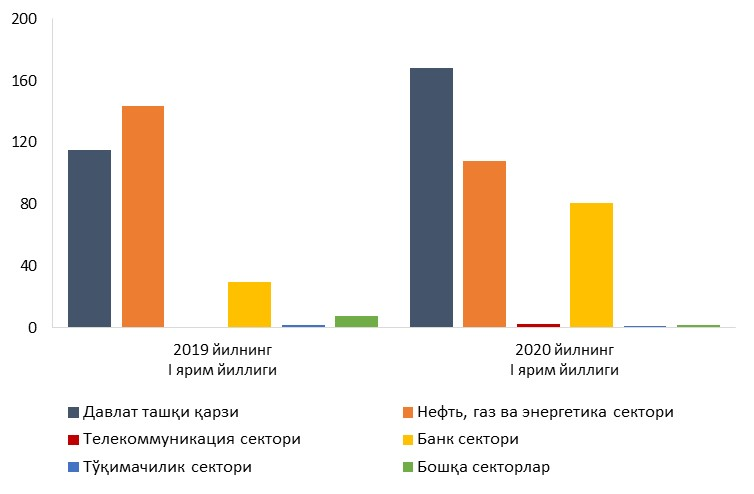 200
160
120
80
40
0
2019 йилнинг
I ярим йиллиги
2020 йилнинг
I ярим йиллиги
Давлат ташқи қарзи
Нефть, газ ва энергетика сектори
Телекоммуникация сектори
Банк сектори
Тўқимачилик сектори
Бошқа секторлар